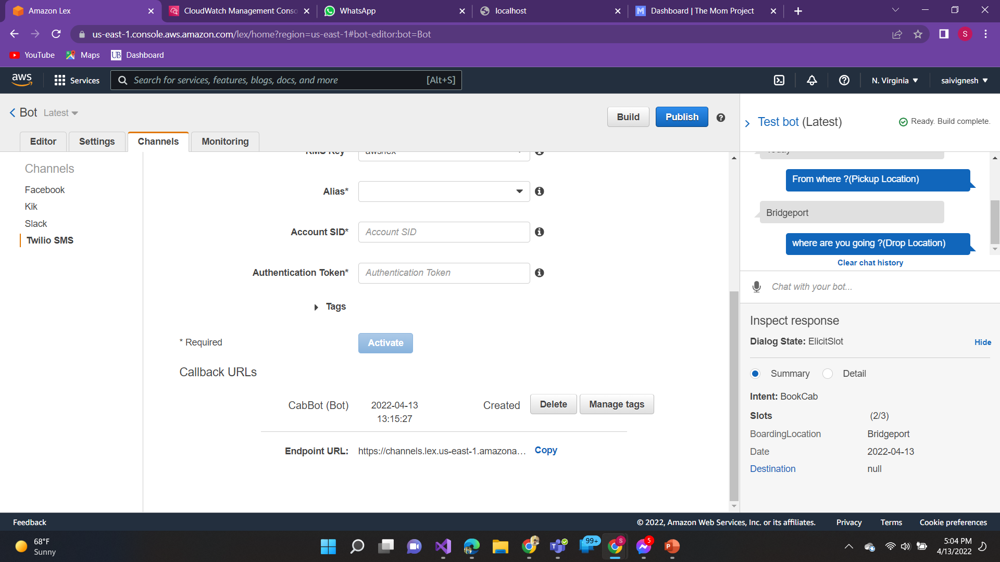 Amazon Lex
CloudWatch Management Conso
WhatsApp
localhost
Dashboard | The Mom Project
us-east-1.console.aws.amazon.com/lex/home?region=us-east-1#bot-editor:bot=Bot
S
YouTube
Maps
UB Dashboard
aws
Services
Search for services, features, blogs, docs, and more [Alt+S]
N. Virginia
saivignesh
Bot Latest
Build
Publish
Editor
Settings
Channels
Monitoring
Channels
Facebook
Kik
Slack
Twilio SMS
KMS Key
aws/lex
Alias*
Account SID*
Account SID
Authentication Token*
Authentication Token
Tags
* Required
Activate
Callback URLs
CabBot (Bot)
2022-04-13
13:15:27
Created
Delete
Manage tags
Endpoint URL:
https://channels.lex.us-east-1.amazona...
Copy
Test bot (Latest)
Ready. Build complete.
Today
From where ?(Pickup Location)
Bridgeport
where are you going ?(Drop Location)
Clear chat history
Chat with your bot...
Inspect response
Dialog State: ElicitSlot
Hide
Summary
Detail
Intent: BookCab
Slots (2/3)
BoardingLocation Bridgeport
Date 2022-04-13
Destination null
Feedback
© 2022, Amazon Web Services, Inc. or its affiliates.
Privacy
Terms
Cookie preferences
68°F
Sunny
99+
S
5
5:04 PM
4/13/2022